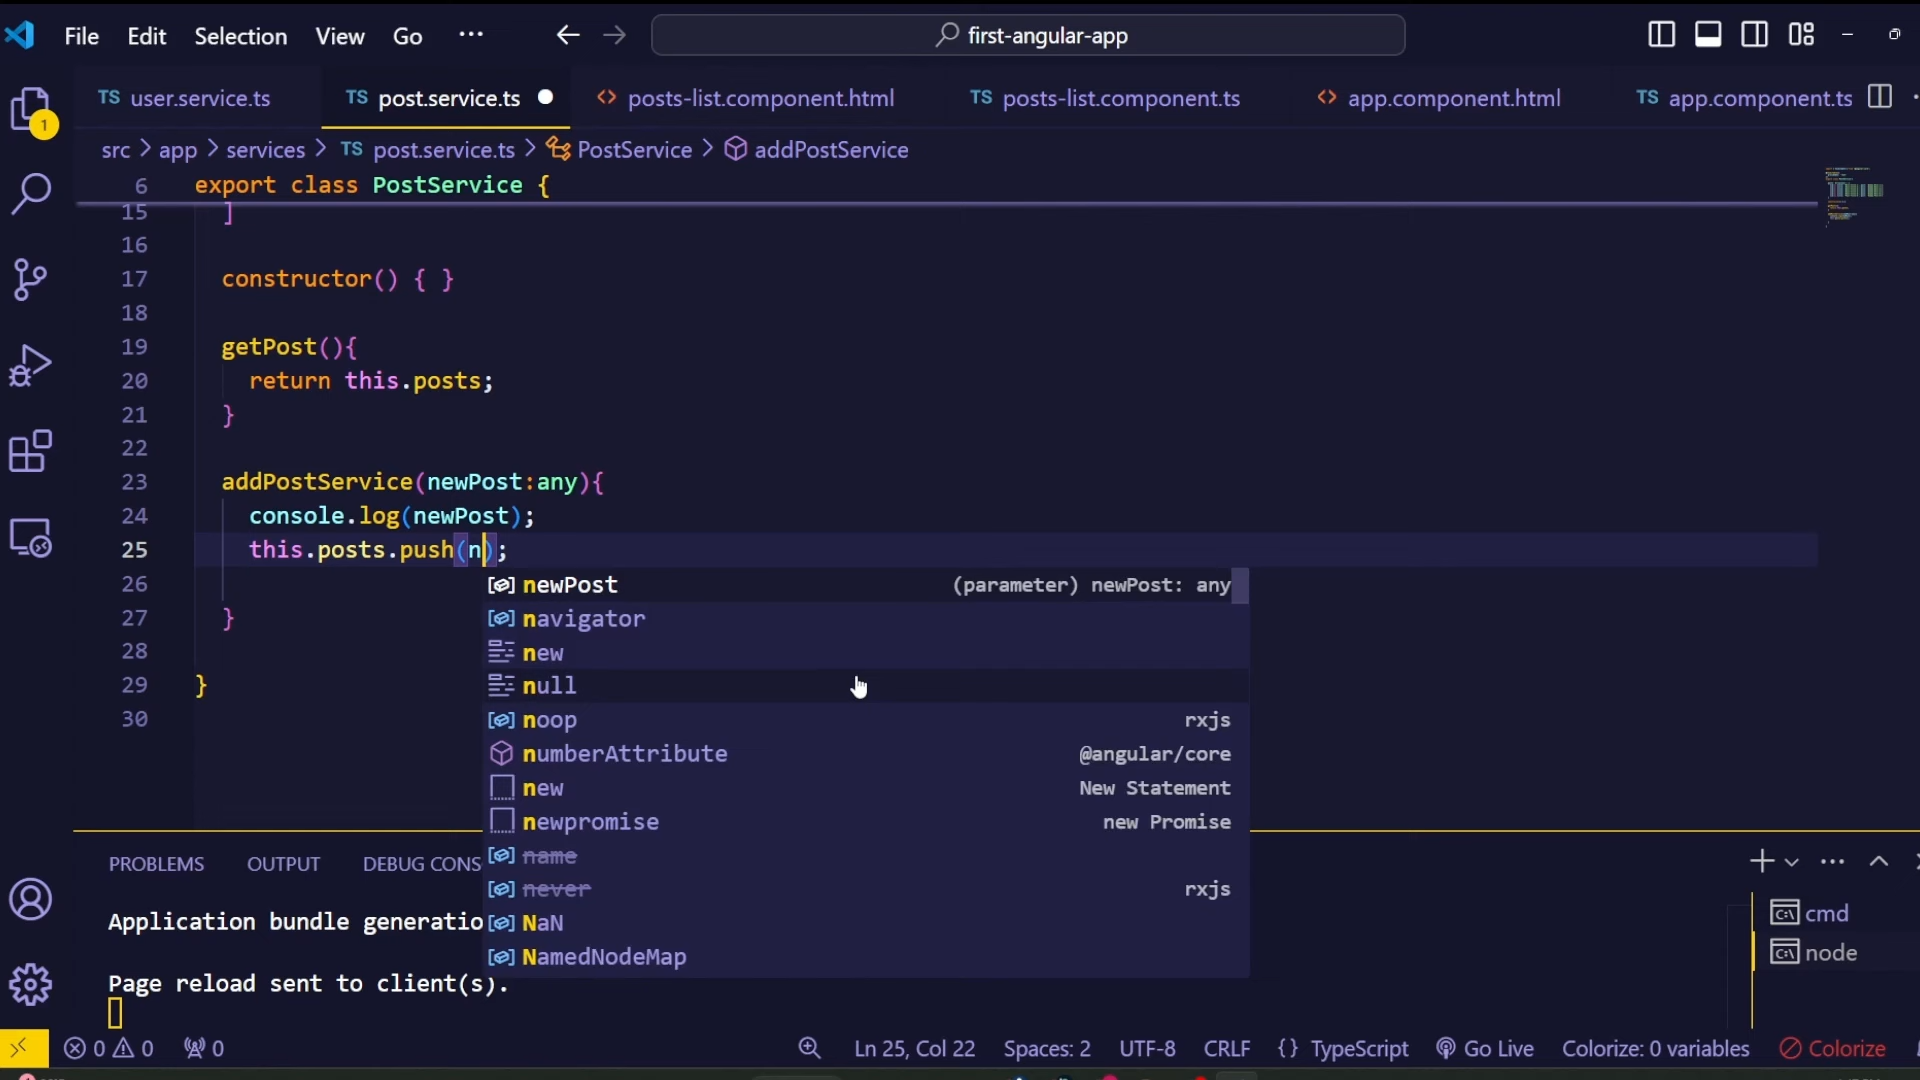 File Edit Selection View Go ··· first-angular-app
TS user.service.ts TS post.service.ts posts-list.component.html TS posts-list.component.ts app.component.html TS app.component.ts
1
src > app > services > TS post.service.ts > PostService > addPostService
6 export class PostService {
15 ]
16
17 constructor() { }
18
19 getPost(){
20 return this.posts;
21 }
22
23 addPostService(newPost:any){
24 console.log(newPost);
25 this.posts.push(n);
26
27 }
28
29 }
30
newPost (parameter) newPost: any
navigator
new
null
noop rxjs
numberAttribute @angular/core
new New Statement
newpromise new Promise
name
never rxjs
NaN
NamedNodeMap
PROBLEMS OUTPUT DEBUG CONS
Application bundle generatio
Page reload sent to client(s).
cmd
node
0 0 0 Ln 25, Col 22 Spaces: 2 UTF-8 CRLF {} TypeScript Go Live Colorize: 0 variables Colorize